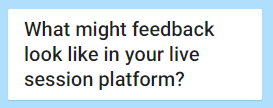 What might feedback
look like in your live
session platform?